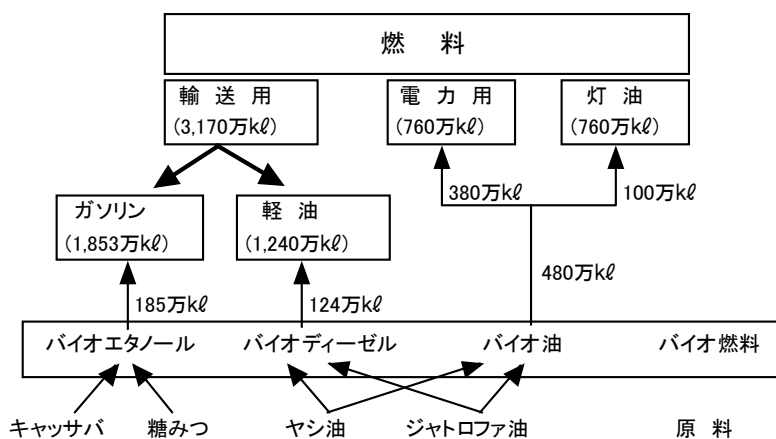 燃 料
輸 送 用
(3,170万kℓ)
電 力 用
(760万kℓ)
灯 油
(760万kℓ)
380万kℓ
100万kℓ
ガソリン
(1,853万kℓ)
軽 油
(1,240万kℓ)
480万kℓ
185万kℓ
124万kℓ
バイオエタノール
バイオディーゼル
バイオ油
バイオ燃料
キャッサバ
糖みつ
ヤシ油
ジャトロファ油
原 料